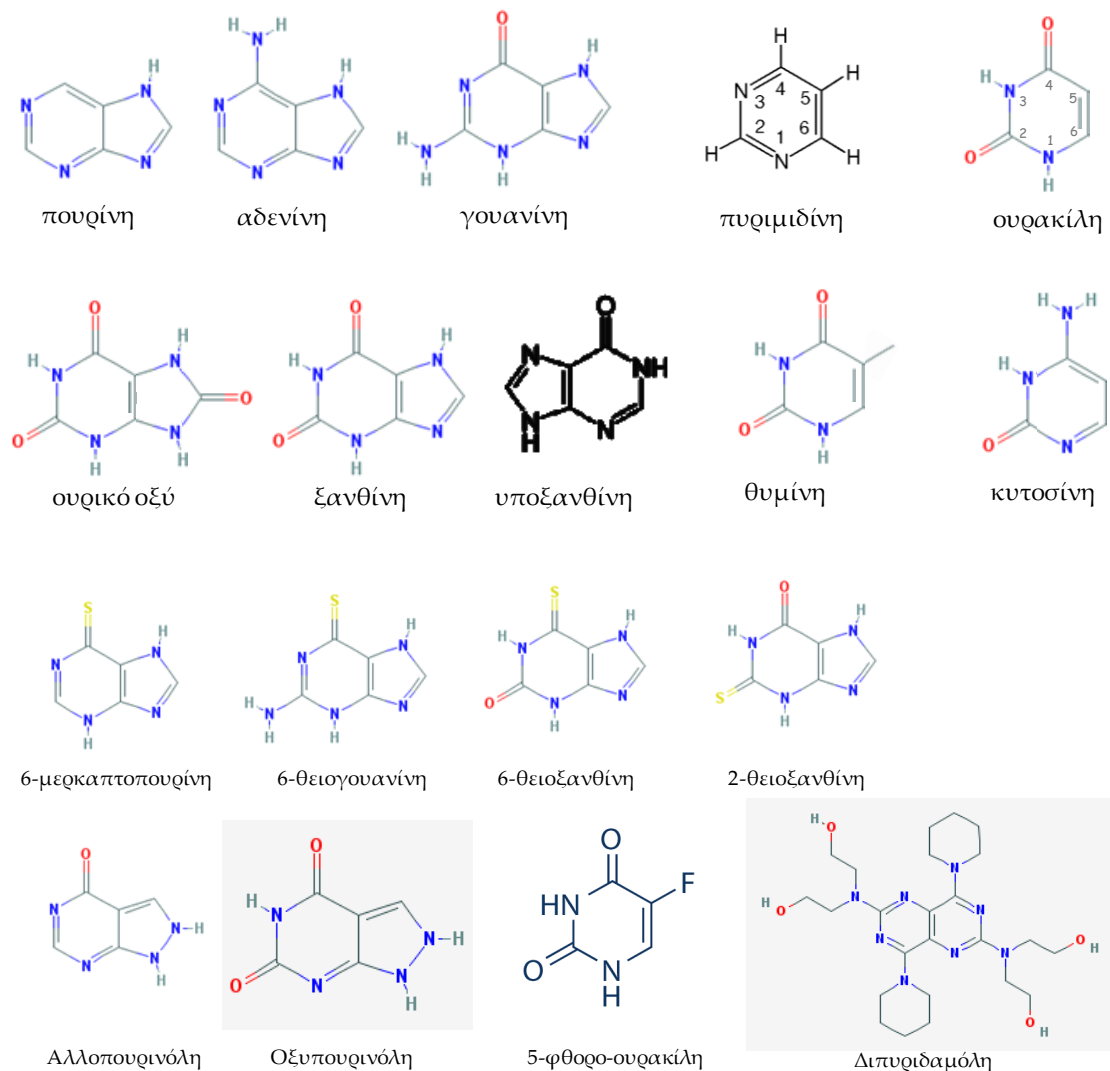 πουρίνη
αδενίνη
γουανίνη
πυριμιδίνη
ουρακίλη
ουρικό οξύ
ξανθίνη
υποξανθίνη
θυμίνη
κυτοσίνη
6-μερκαπτοπουρίνη
6-θειογουανίνη
6-θειοξανθίνη
2-θειοξανθίνη
Αλλοπουρινόλη
Οξυπουρινόλη
5-φθορο-ουρακίλη
Διπυριδαμόλη